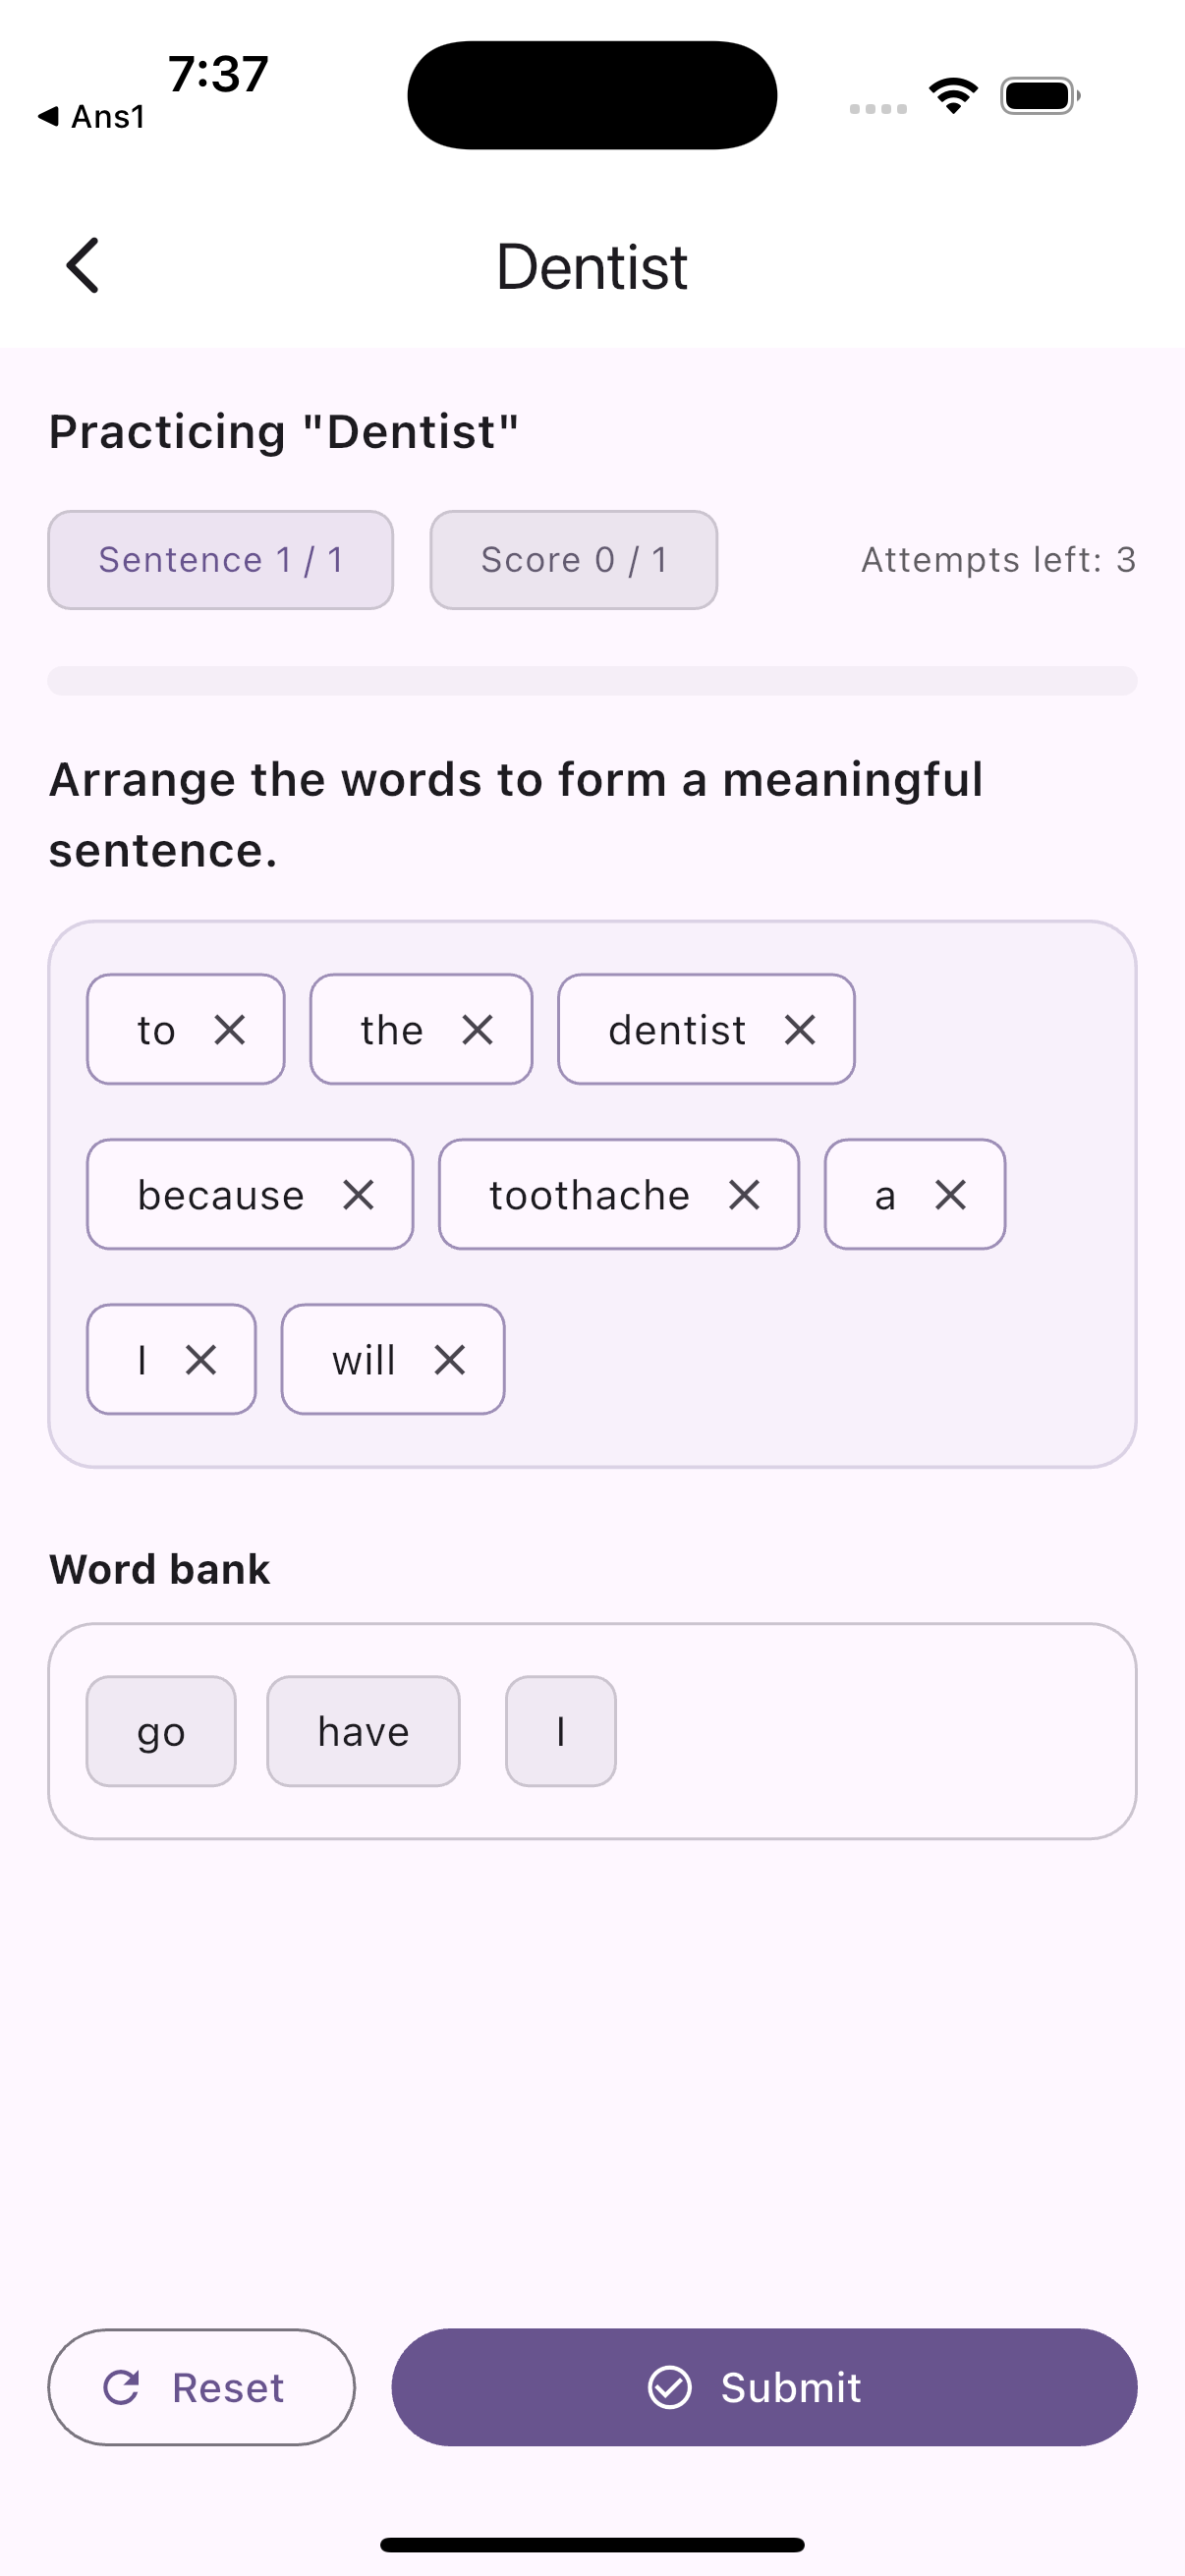 7:37
Ans1
Dentist
Practicing "Dentist"
Sentence 1 / 1 Score 0 / 1 Attempts left: 3
Arrange the words to form a meaningful
sentence.
to the dentist
because toothache a
I will
Word bank
go have I
Reset Submit